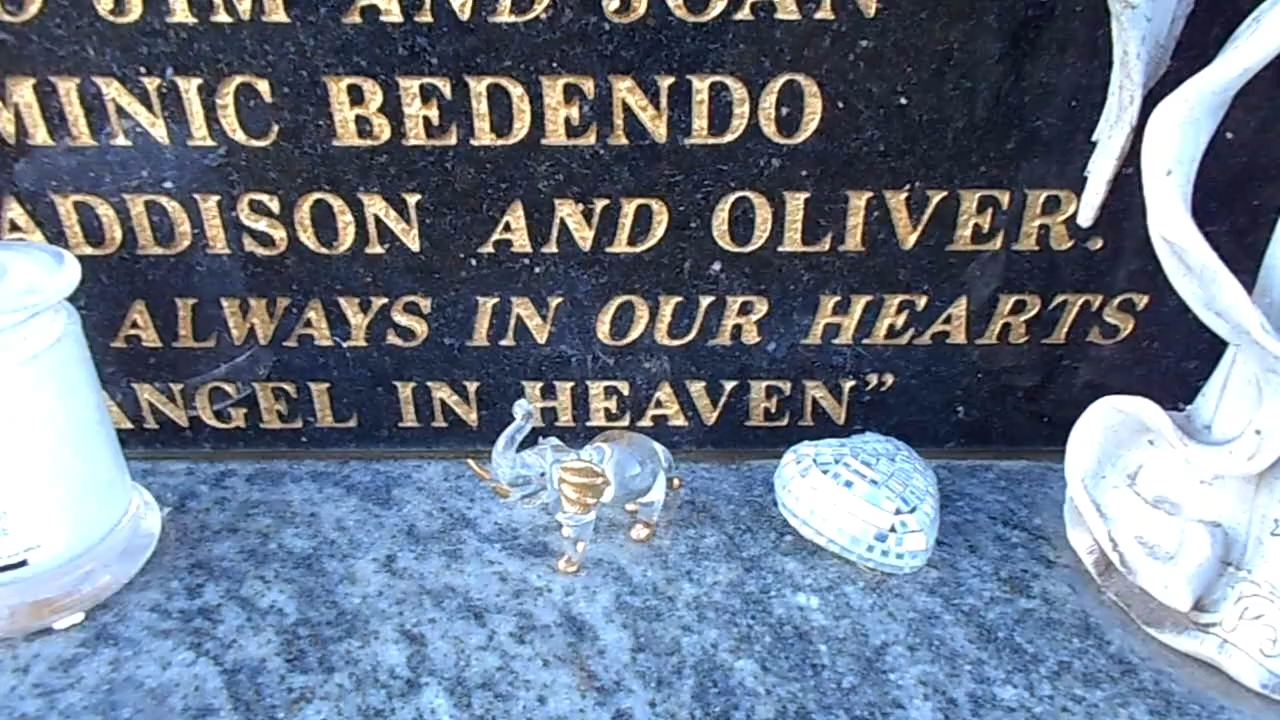 JIM AND JOAN
MINIC BEDENDO
ADDISON AND OLIVER.
ALWAYS IN OUR HEARTS
ANGEL IN HEAVEN”